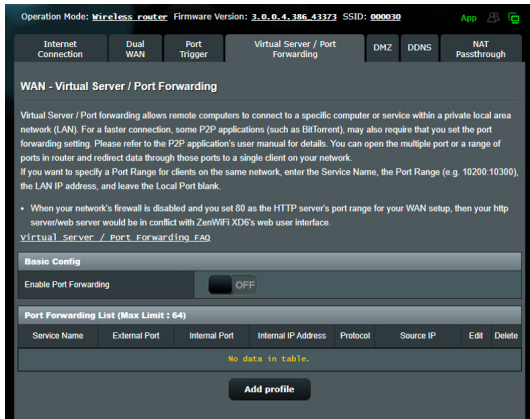 Operation Mode: Wireless router Firmware Version: 3.0.0.4.386_43373 SSID: 000030 App
Internet Connection
Dual WAN
Port Trigger
Virtual Server / Port Forwarding
DMZ
DDNS
NAT Passthrough
WAN - Virtual Server / Port Forwarding
Virtual Server / Port forwarding allows remote computers to connect to a specific computer or service within a private local area
network (LAN). For a faster connection, some P2P applications (such as BitTorrent), may also require that you set the port
forwarding setting. Please refer to the P2P application's user manual for details. You can open the multiple port or a range of
ports in router and redirect data through those ports to a single client on your network.
If you want to specify a Port Range for clients on the same network, enter the Service Name, the Port Range (e.g. 10200:10300),
the LAN IP address, and leave the Local Port blank.
• When your network's firewall is disabled and you set 80 as the HTTP server's port range for your WAN setup, then your http
server/web server would be in conflict with ZenWiFi XD6's web user interface.
Virtual Server / Port Forwarding FAQ
Basic Config
Enable Port Forwarding OFF
Port Forwarding List (Max Limit : 64)
Service Name External Port Internal Port Internal IP Address Protocol Source IP Edit Delete
No data in table.
Add profile